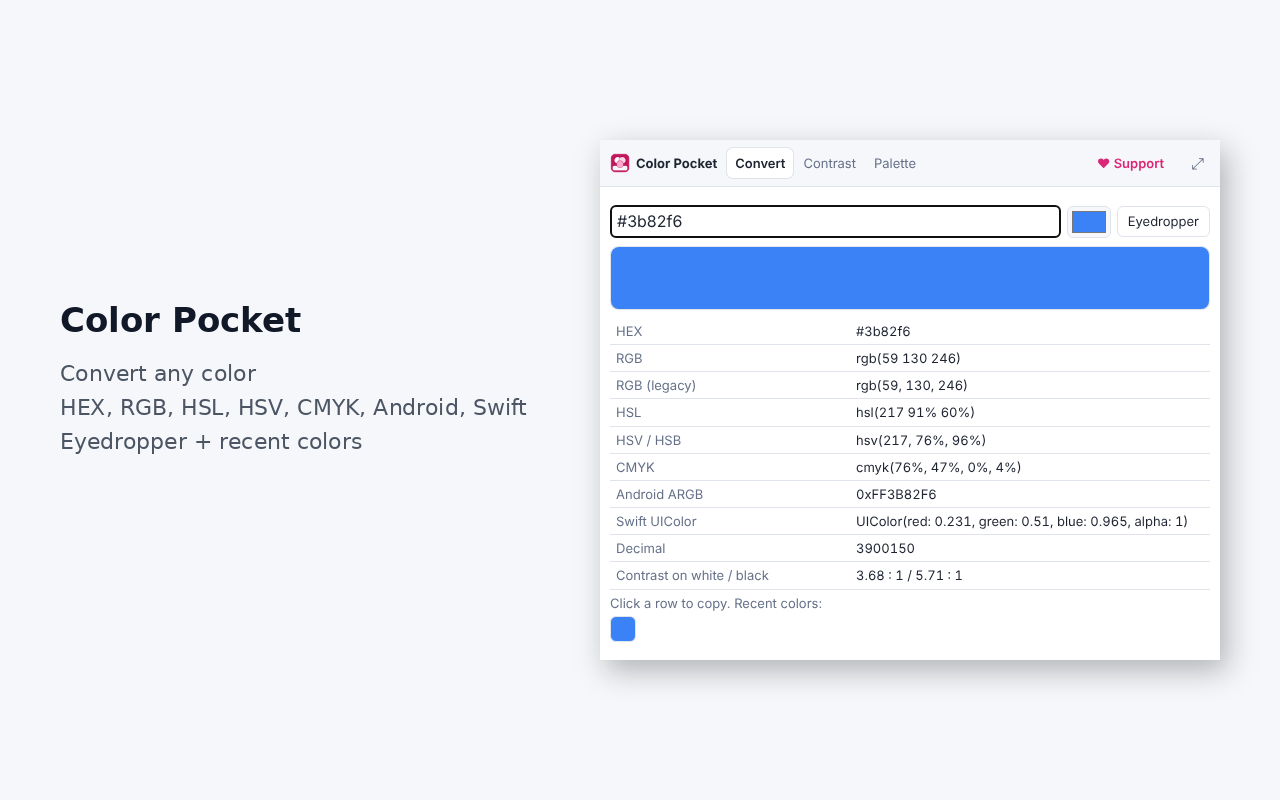 Color Pocket
Convert any color
HEX, RGB, HSL, HSV, CMYK, Android, Swift
Eyedropper + recent colors
Color Pocket Convert Contrast Palette Support
#3b82f6 Eyedropper
HEX #3b82f6
RGB rgb(59 130 246)
RGB (legacy) rgb(59, 130, 246)
HSL hsl(217 91% 60%)
HSV / HSB hsv(217, 76%, 96%)
CMYK cmyk(76%, 47%, 0%, 4%)
Android ARGB 0xFF3B82F6
Swift UIColor UIColor(red: 0.231, green: 0.51, blue: 0.965, alpha: 1)
Decimal 3900150
Contrast on white / black 3.68 : 1 / 5.71 : 1
Click a row to copy. Recent colors: